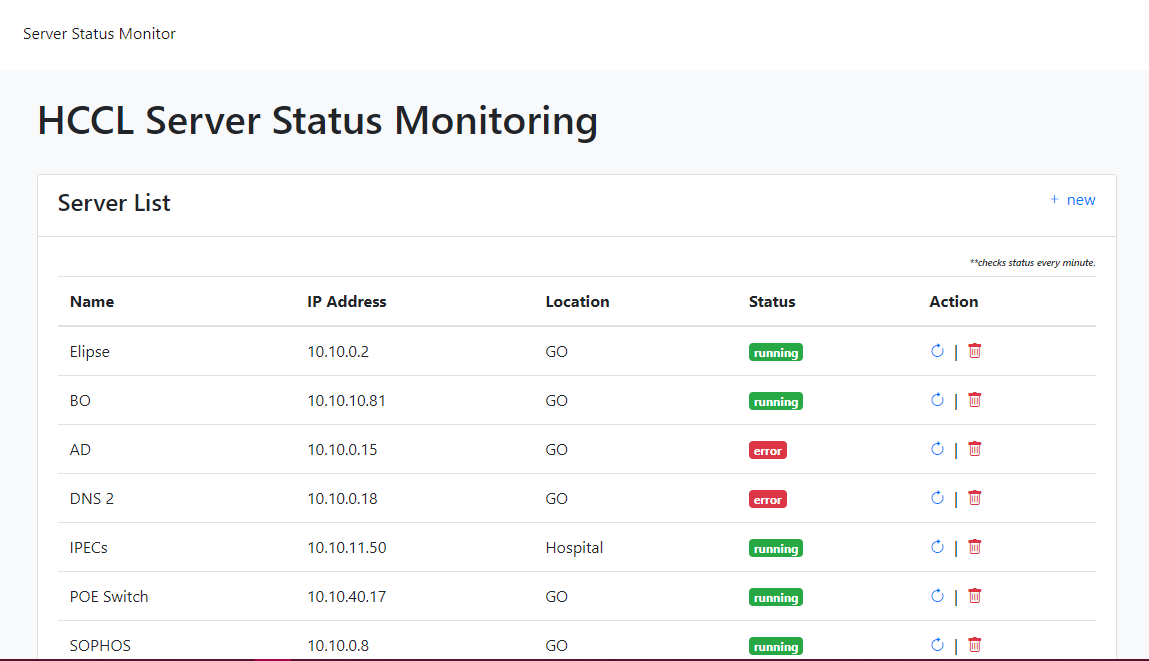 Server Status Monitor
HCCL Server Status Monitoring
Server List
+ new
**checks status every minute.
Name IP Address Location Status Action
Elipse 10.10.0.2 GO running |
BO 10.10.10.81 GO running |
AD 10.10.0.15 GO error |
DNS 2 10.10.0.18 GO error |
IPECs 10.10.11.50 Hospital running |
POE Switch 10.10.40.17 GO running |
SOPHOS 10.10.0.8 GO running |